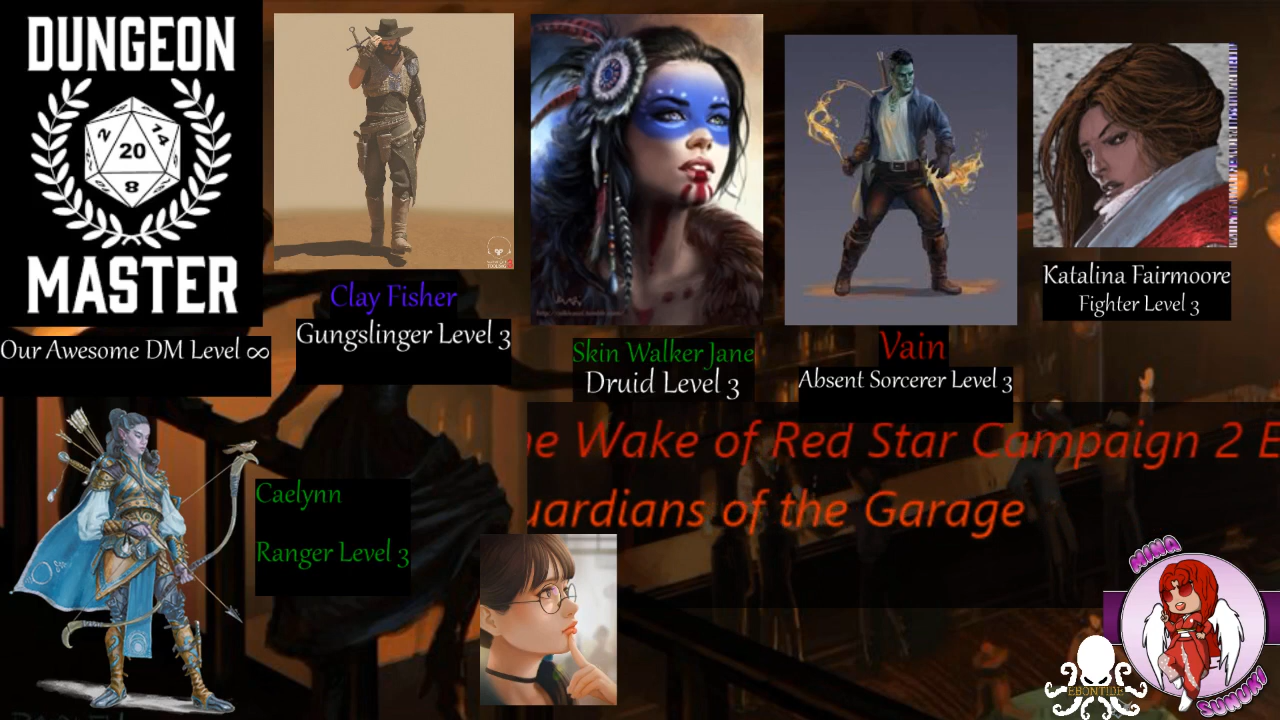 DUNGEON
20
2
14
8
MASTER
Our Awesome DM Level ∞
Clay Fisher
Gungslinger Level 3
Skin Walker Jane
Druid Level 3
Vain
Absent Sorcerer Level 3
Katalina Fairmoore
Fighter Level 3
e Wake of Red Star Campaign 2 E
uardians of the Garage
Caelynn
Ranger Level 3
EBONTIDE
MIMA
SUMUKI